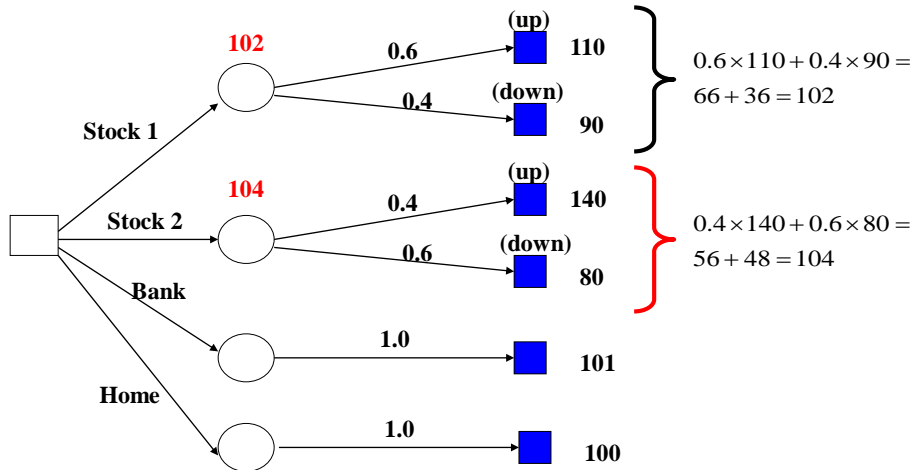 (up)
102
0.6
110
0.6 × 110 + 0.4 × 90 =
66 + 36 = 102
(down)
0.4
90
Stock 1
(up)
104
0.4
140
0.4 × 140 + 0.6 × 80 =
56 + 48 = 104
Stock 2
(down)
0.6
80
Bank
1.0
101
Home
1.0
100